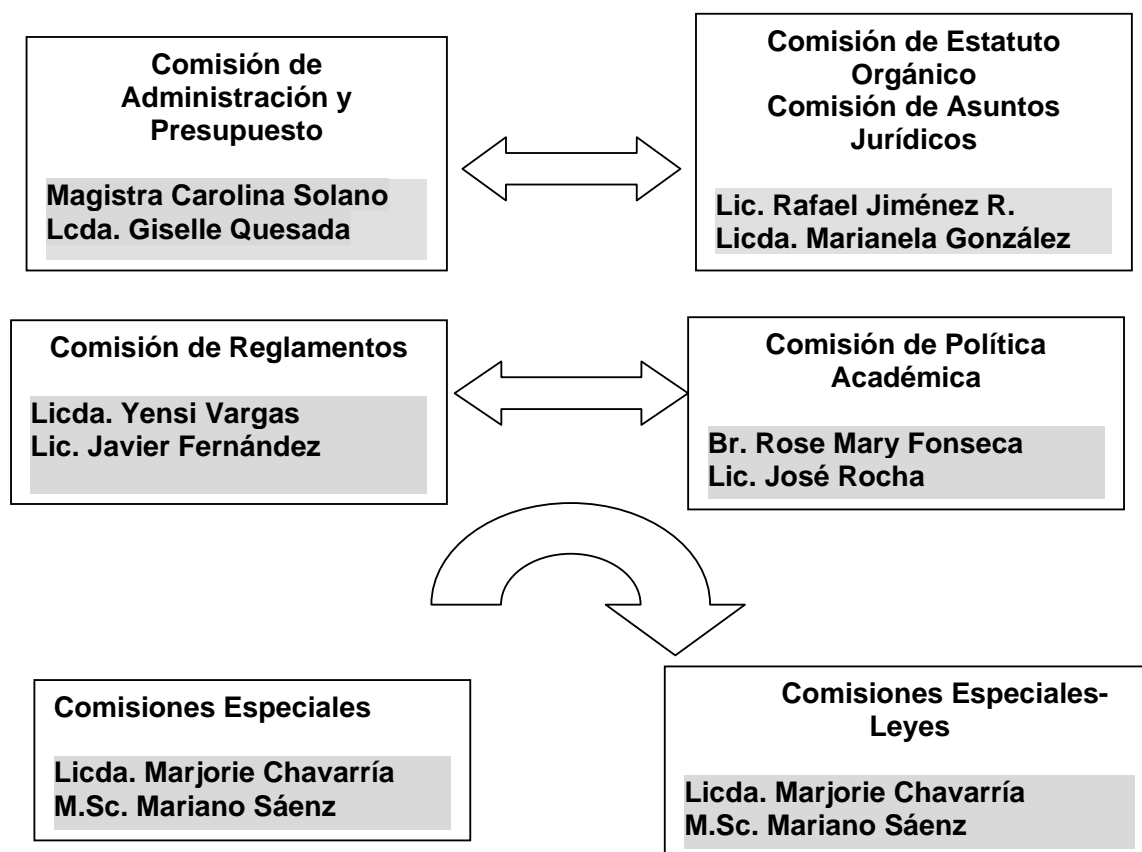 Comisión de
Administración y
Presupuesto
Magistra Carolina Solano
Lcda. Giselle Quesada
Comisión de Estatuto
Orgánico
Comisión de Asuntos
Jurídicos
Lic. Rafael Jiménez R.
Licda. Marianela González
Comisión de Reglamentos
Licda. Yensi Vargas
Lic. Javier Fernández
Comisión de Política
Académica
Br. Rose Mary Fonseca
Lic. José Rocha
Comisiones Especiales
Licda. Marjorie Chavarría
M.Sc. Mariano Sáenz
Comisiones Especiales-
Leyes
Licda. Marjorie Chavarría
M.Sc. Mariano Sáenz